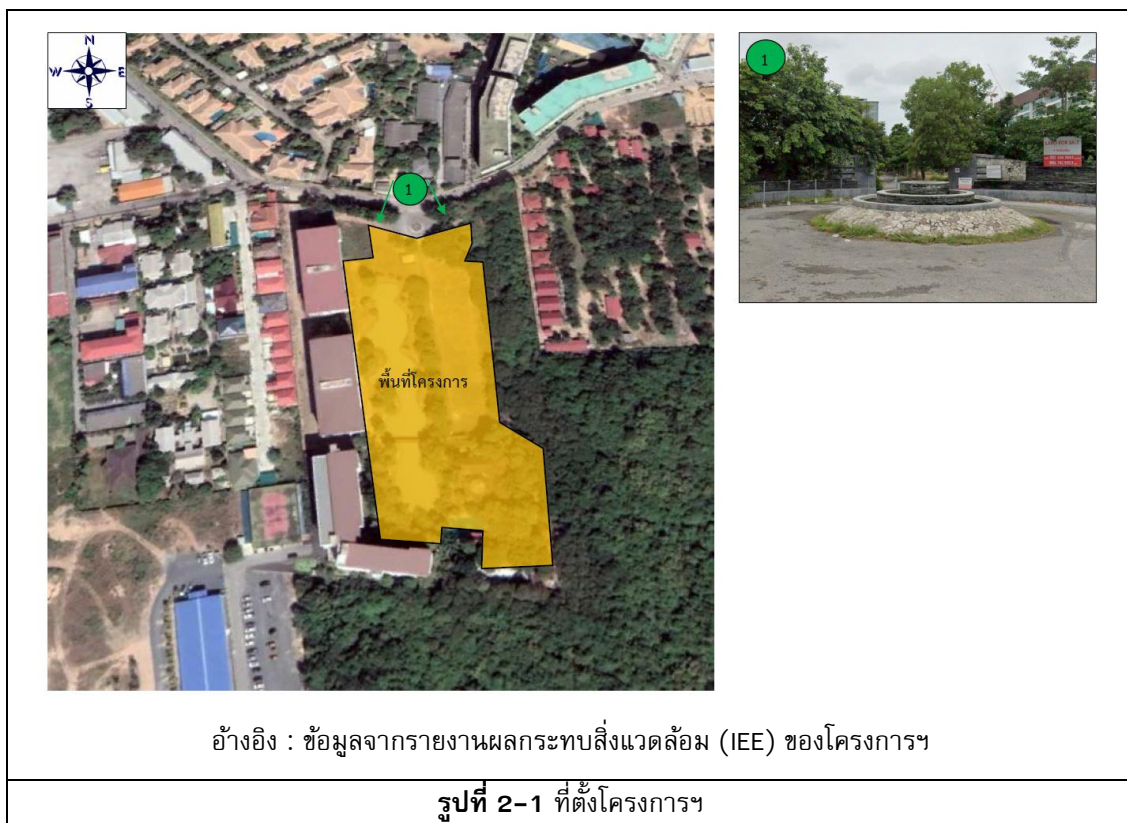 N
W E
S
1
1
LAND FOR SALE
พื้นที่โครงการ
อ้างอิง : ข้อมูลจากรายงานผลกระทบสิ่งแวดล้อม (IEE) ของโครงการฯ
รูปที่ 2-1 ที่ตั้งโครงการฯ